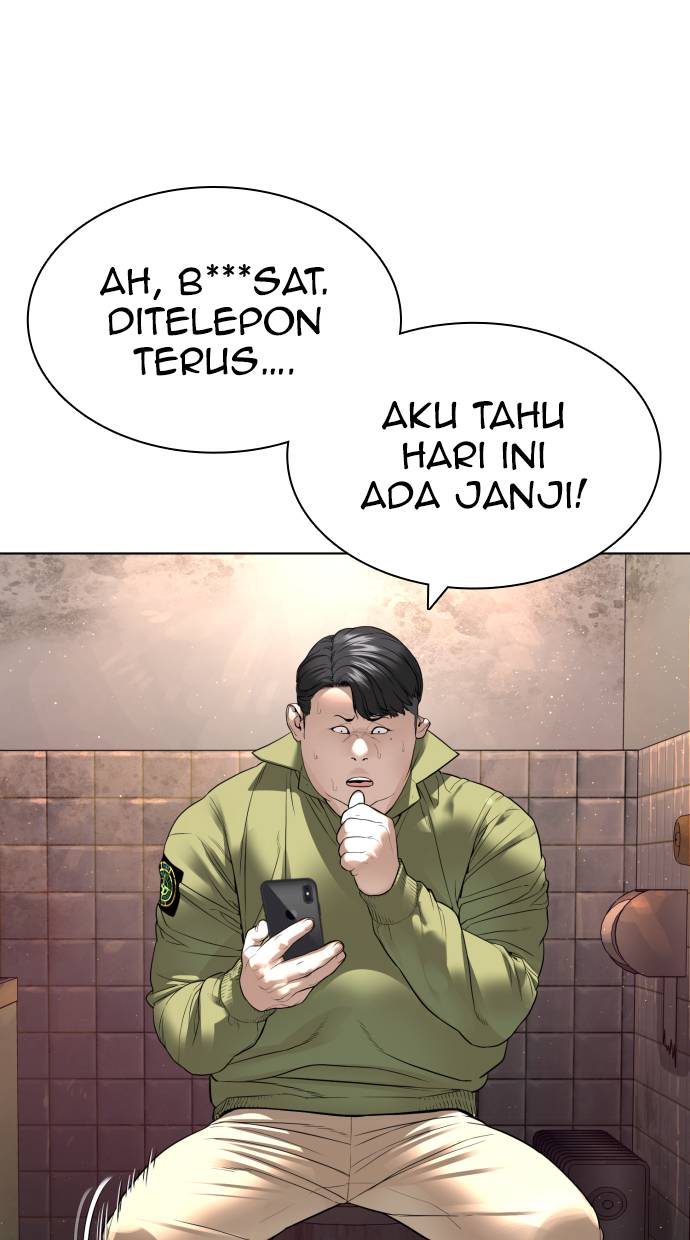 AH, B***SAT.
DITELEPON
TERUS....
AKU TAHU
HARI INI
ADA JANJI!